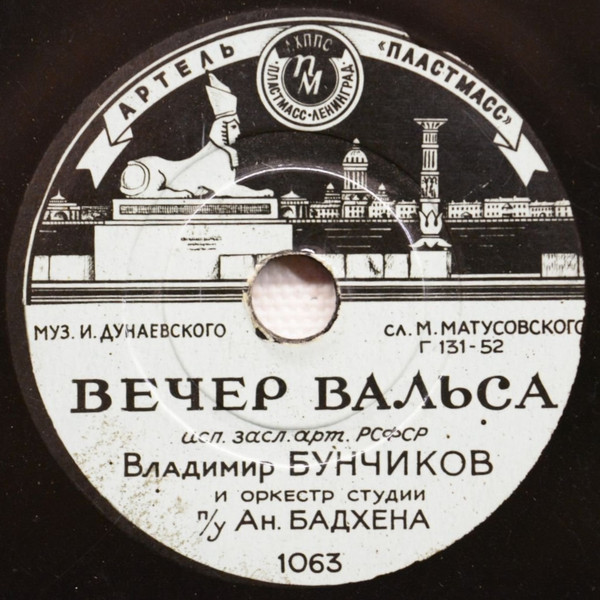 АРТЕЛЬ «ПЛАСТМАСС»
ЛХППС
ПМ
ПЛАСТМАСС • ЛЕНИНГРАД
МУЗ. И. ДУНАЕВСКОГО
СЛ. М. МАТУСОВСКОГО
Г 131-52
ВЕЧЕР ВАЛЬСА
исп. засл. арт. РСФСР
Владимир БУНЧИКОВ
И ОРКЕСТР СТУДИИ
п/у Ан. БАДХЕНА
1063